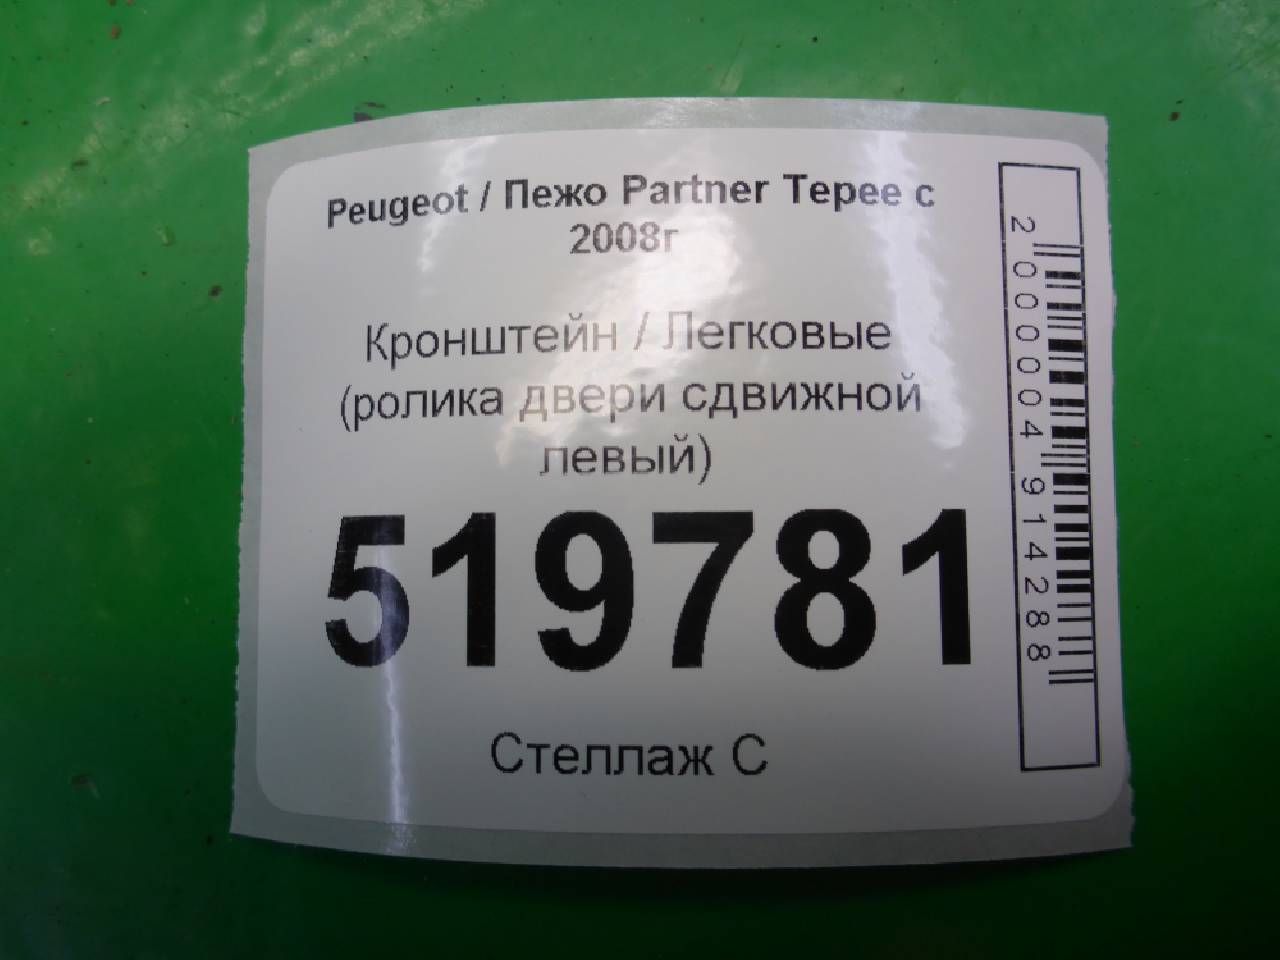 Peugeot / Пежо Partner Tepee с
2008г
Кронштейн / Легковые
(ролика двери сдвижной
левый)
519781
Стеллаж С
2000004914288